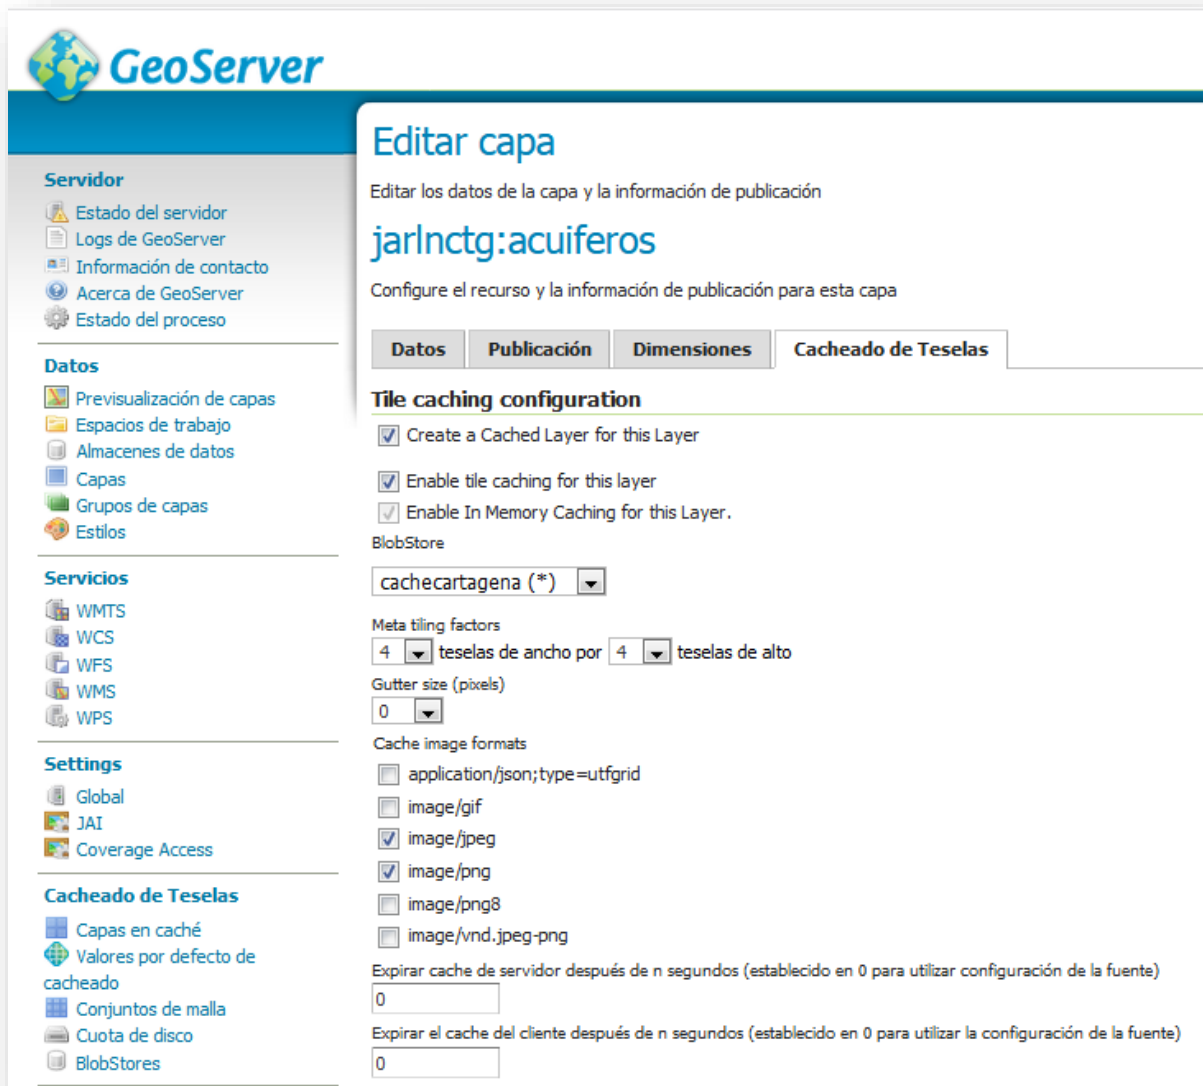 GeoServer
Servidor
Estado del servidor
Logs de GeoServer
Información de contacto
Acerca de GeoServer
Estado del proceso
Datos
Previsualización de capas
Espacios de trabajo
Almacenes de datos
Capas
Grupos de capas
Estilos
Servicios
WMTS
WCS
WFS
WMS
WPS
Settings
Global
JAI
Coverage Access
Cacheado de Teselas
Capas en caché
Valores por defecto de
cacheado
Conjuntos de malla
Cuota de disco
BlobStores
Editar capa
Editar los datos de la capa y la información de publicación
jarlnctg:acuiferos
Configure el recurso y la información de publicación para esta capa
Datos Publicación Dimensiones Cacheado de Teselas
Tile caching configuration
Create a Cached Layer for this Layer
Enable tile caching for this layer
Enable In Memory Caching for this Layer.
BlobStore
cachecartagena (*)
Meta tiling factors
4 teselas de ancho por 4 teselas de alto
Gutter size (pixels)
0
Cache image formats
application/json;type=utfgrid
image/gif
image/jpeg
image/png
image/png8
image/vnd.jpeg-png
Expirar cache de servidor después de n segundos (establecido en 0 para utilizar configuración de la fuente)
0
Expirar el cache del cliente después de n segundos (establecido en 0 para utilizar la configuración de la fuente)
0